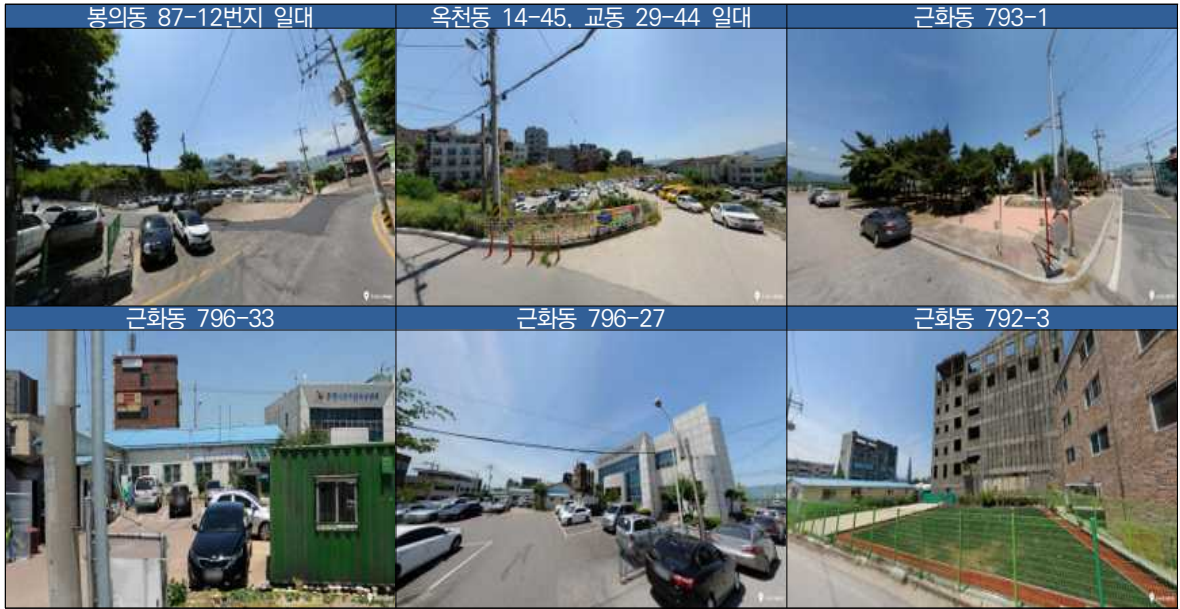 봉의동 87-12번지 일대
옥천동 14-45, 교동 29-44 일대
근화동 793-1
근화동 796-33
근화동 796-27
근화동 792-3